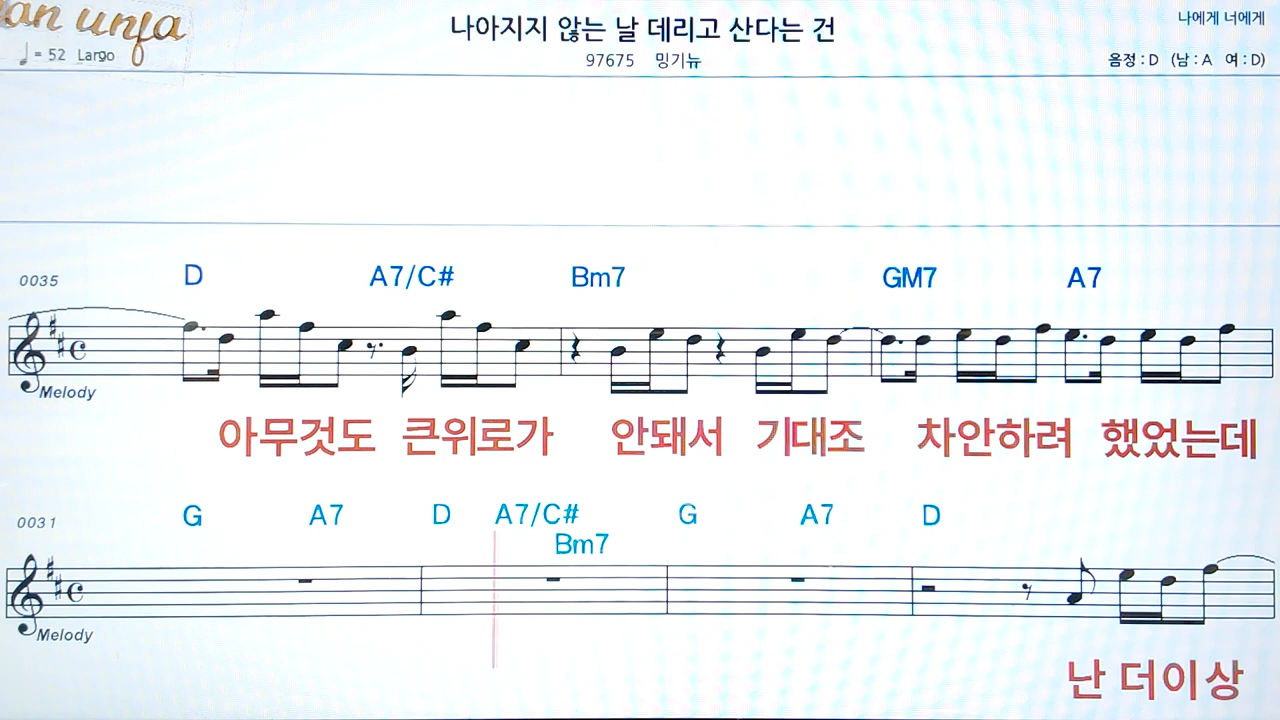 나에게 너에게
나아지지 않는 날 데리고 산다는 건
♩= 52 Largo
97675 밍기뉴
음정 : D (남 : A 여 : D)
0035
D A7/C# Bm7 GM7 A7
Melody
아무것도 큰위로가 안돼서 기대조 차안하려 했었는데
0031
G A7 D A7/C# G A7 D
Bm7
Melody
난 더이상